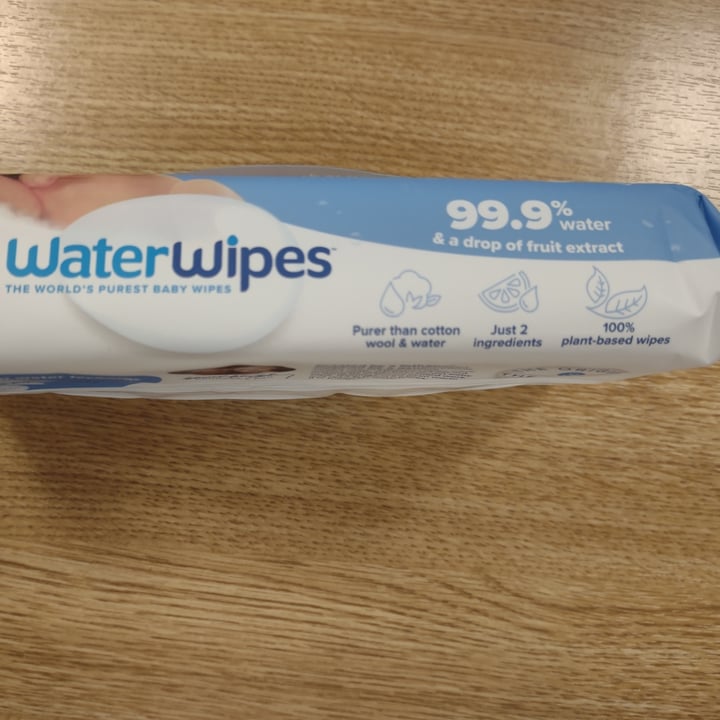 WaterWipes™
THE WORLD'S PUREST BABY WIPES
99.9% water
& a drop of fruit extract
Purer than cotton
wool & water
Just 2
ingredients
100%
plant-based wipes